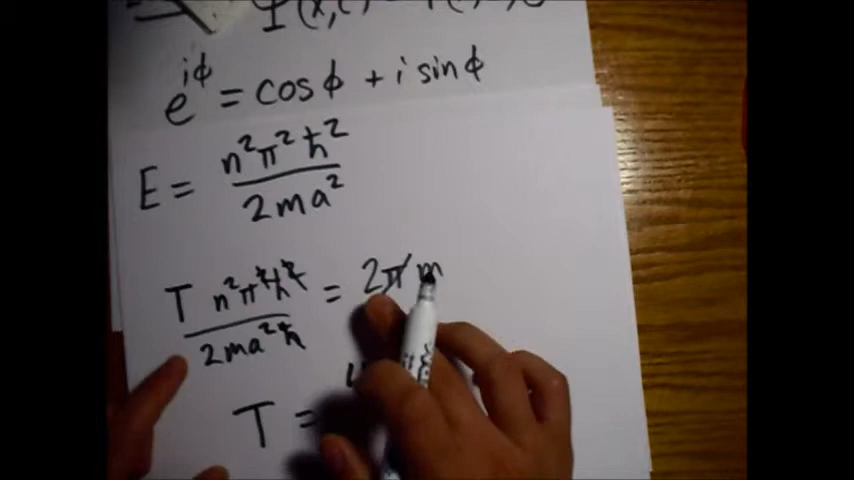 Ψ(x,t)
e^{iφ} = cos φ + i sin φ
E = n²π²ℏ² / 2ma²
T n²π²ℏ² / 2ma²ℏ = 2π m
T =